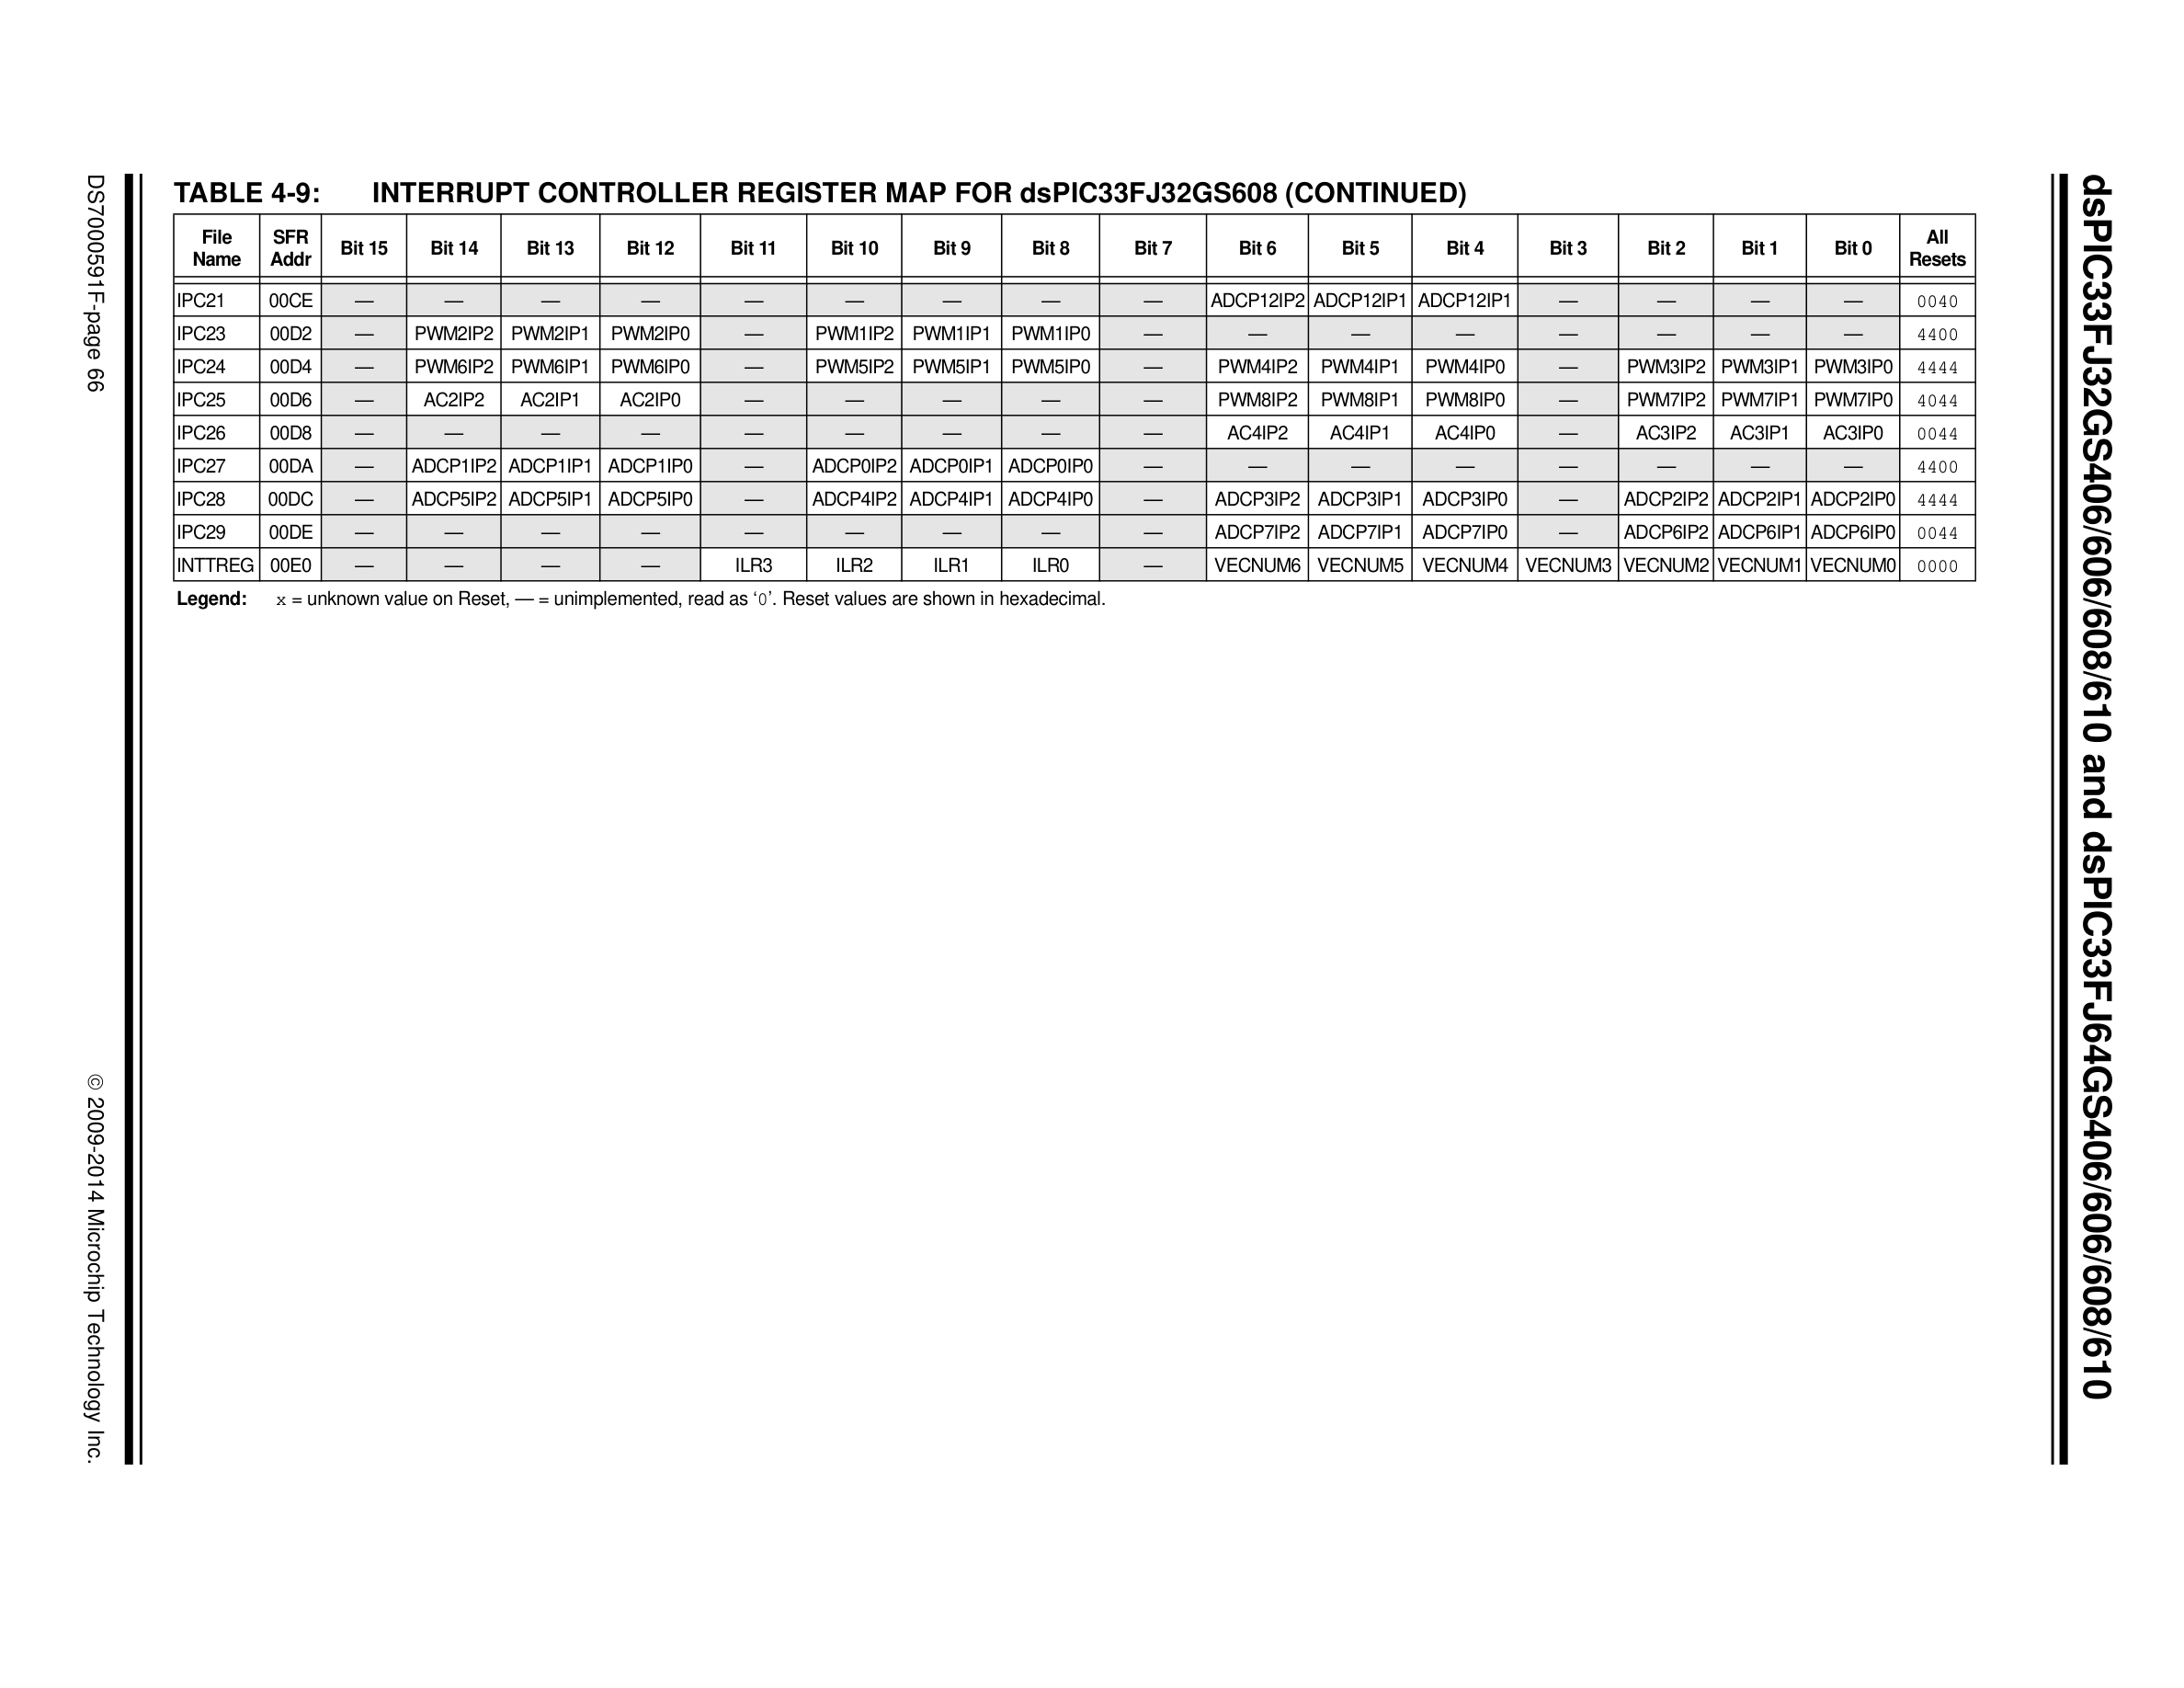 dsPIC33FJ32GS406/606/608/610 and dsPIC33FJ64GS406/606/608/610
TABLE 4-9: INTERRUPT CONTROLLER REGISTER MAP FOR dsPIC33FJ32GS608 (CONTINUED)
File Name SFR Addr Bit 15 Bit 14 Bit 13 Bit 12 Bit 11 Bit 10 Bit 9 Bit 8 Bit 7 Bit 6 Bit 5 Bit 4 Bit 3 Bit 2 Bit 1 Bit 0 All Resets
IPC21 00CE — — — — — — — — — ADCP12IP2 ADCP12IP1 ADCP12IP1 — — — — 0040
IPC23 00D2 — PWM2IP2 PWM2IP1 PWM2IP0 — PWM1IP2 PWM1IP1 PWM1IP0 — — — — — — — — 4400
IPC24 00D4 — PWM6IP2 PWM6IP1 PWM6IP0 — PWM5IP2 PWM5IP1 PWM5IP0 — PWM4IP2 PWM4IP1 PWM4IP0 — PWM3IP2 PWM3IP1 PWM3IP0 4444
IPC25 00D6 — AC2IP2 AC2IP1 AC2IP0 — — — — — PWM8IP2 PWM8IP1 PWM8IP0 — PWM7IP2 PWM7IP1 PWM7IP0 4044
IPC26 00D8 — — — — — — — — — AC4IP2 AC4IP1 AC4IP0 — AC3IP2 AC3IP1 AC3IP0 0044
IPC27 00DA — ADCP1IP2 ADCP1IP1 ADCP1IP0 — ADCP0IP2 ADCP0IP1 ADCP0IP0 — — — — — — — — 4400
IPC28 00DC — ADCP5IP2 ADCP5IP1 ADCP5IP0 — ADCP4IP2 ADCP4IP1 ADCP4IP0 — ADCP3IP2 ADCP3IP1 ADCP3IP0 — ADCP2IP2 ADCP2IP1 ADCP2IP0 4444
IPC29 00DE — — — — — — — — — ADCP7IP2 ADCP7IP1 ADCP7IP0 — ADCP6IP2 ADCP6IP1 ADCP6IP0 0044
INTTREG 00E0 — — — — ILR3 ILR2 ILR1 ILR0 — VECNUM6 VECNUM5 VECNUM4 VECNUM3 VECNUM2 VECNUM1 VECNUM0 0000
Legend: x = unknown value on Reset, — = unimplemented, read as ‘0’. Reset values are shown in hexadecimal.
DS70000591F-page 66
© 2009-2014 Microchip Technology Inc.